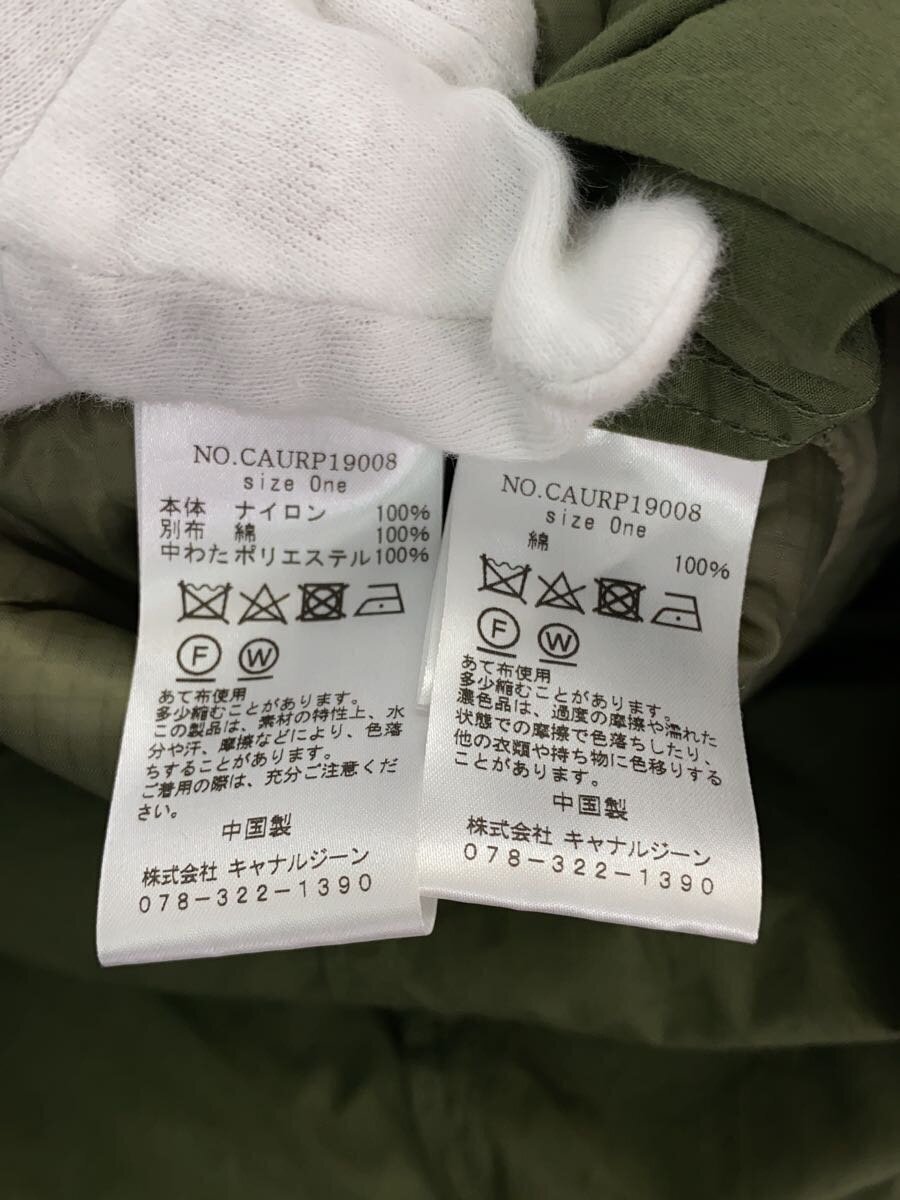 NO.CAURP19008
size One
本体 ナイロン 100%
別布 綿 100%
中わた ポリエステル 100%
F W
あて布使用
多少縮むことがあります。
この製品は、素材の特性上、水
分や汗、摩擦などにより、色落
ちすることがあります。
ご着用の際は、充分ご注意くだ
さい。
中国製
株式会社 キャナルジーン
078-322-1390
NO.CAURP19008
size One
綿 100%
F W
あて布使用
多少縮むことがあります。
濃色品は、過度の摩擦や濡れた
状態での摩擦で色落ちしたり、
他の衣類や持ち物に色移りする
ことがあります。
中国製
株式会社 キャナルジーン
078-322-1390